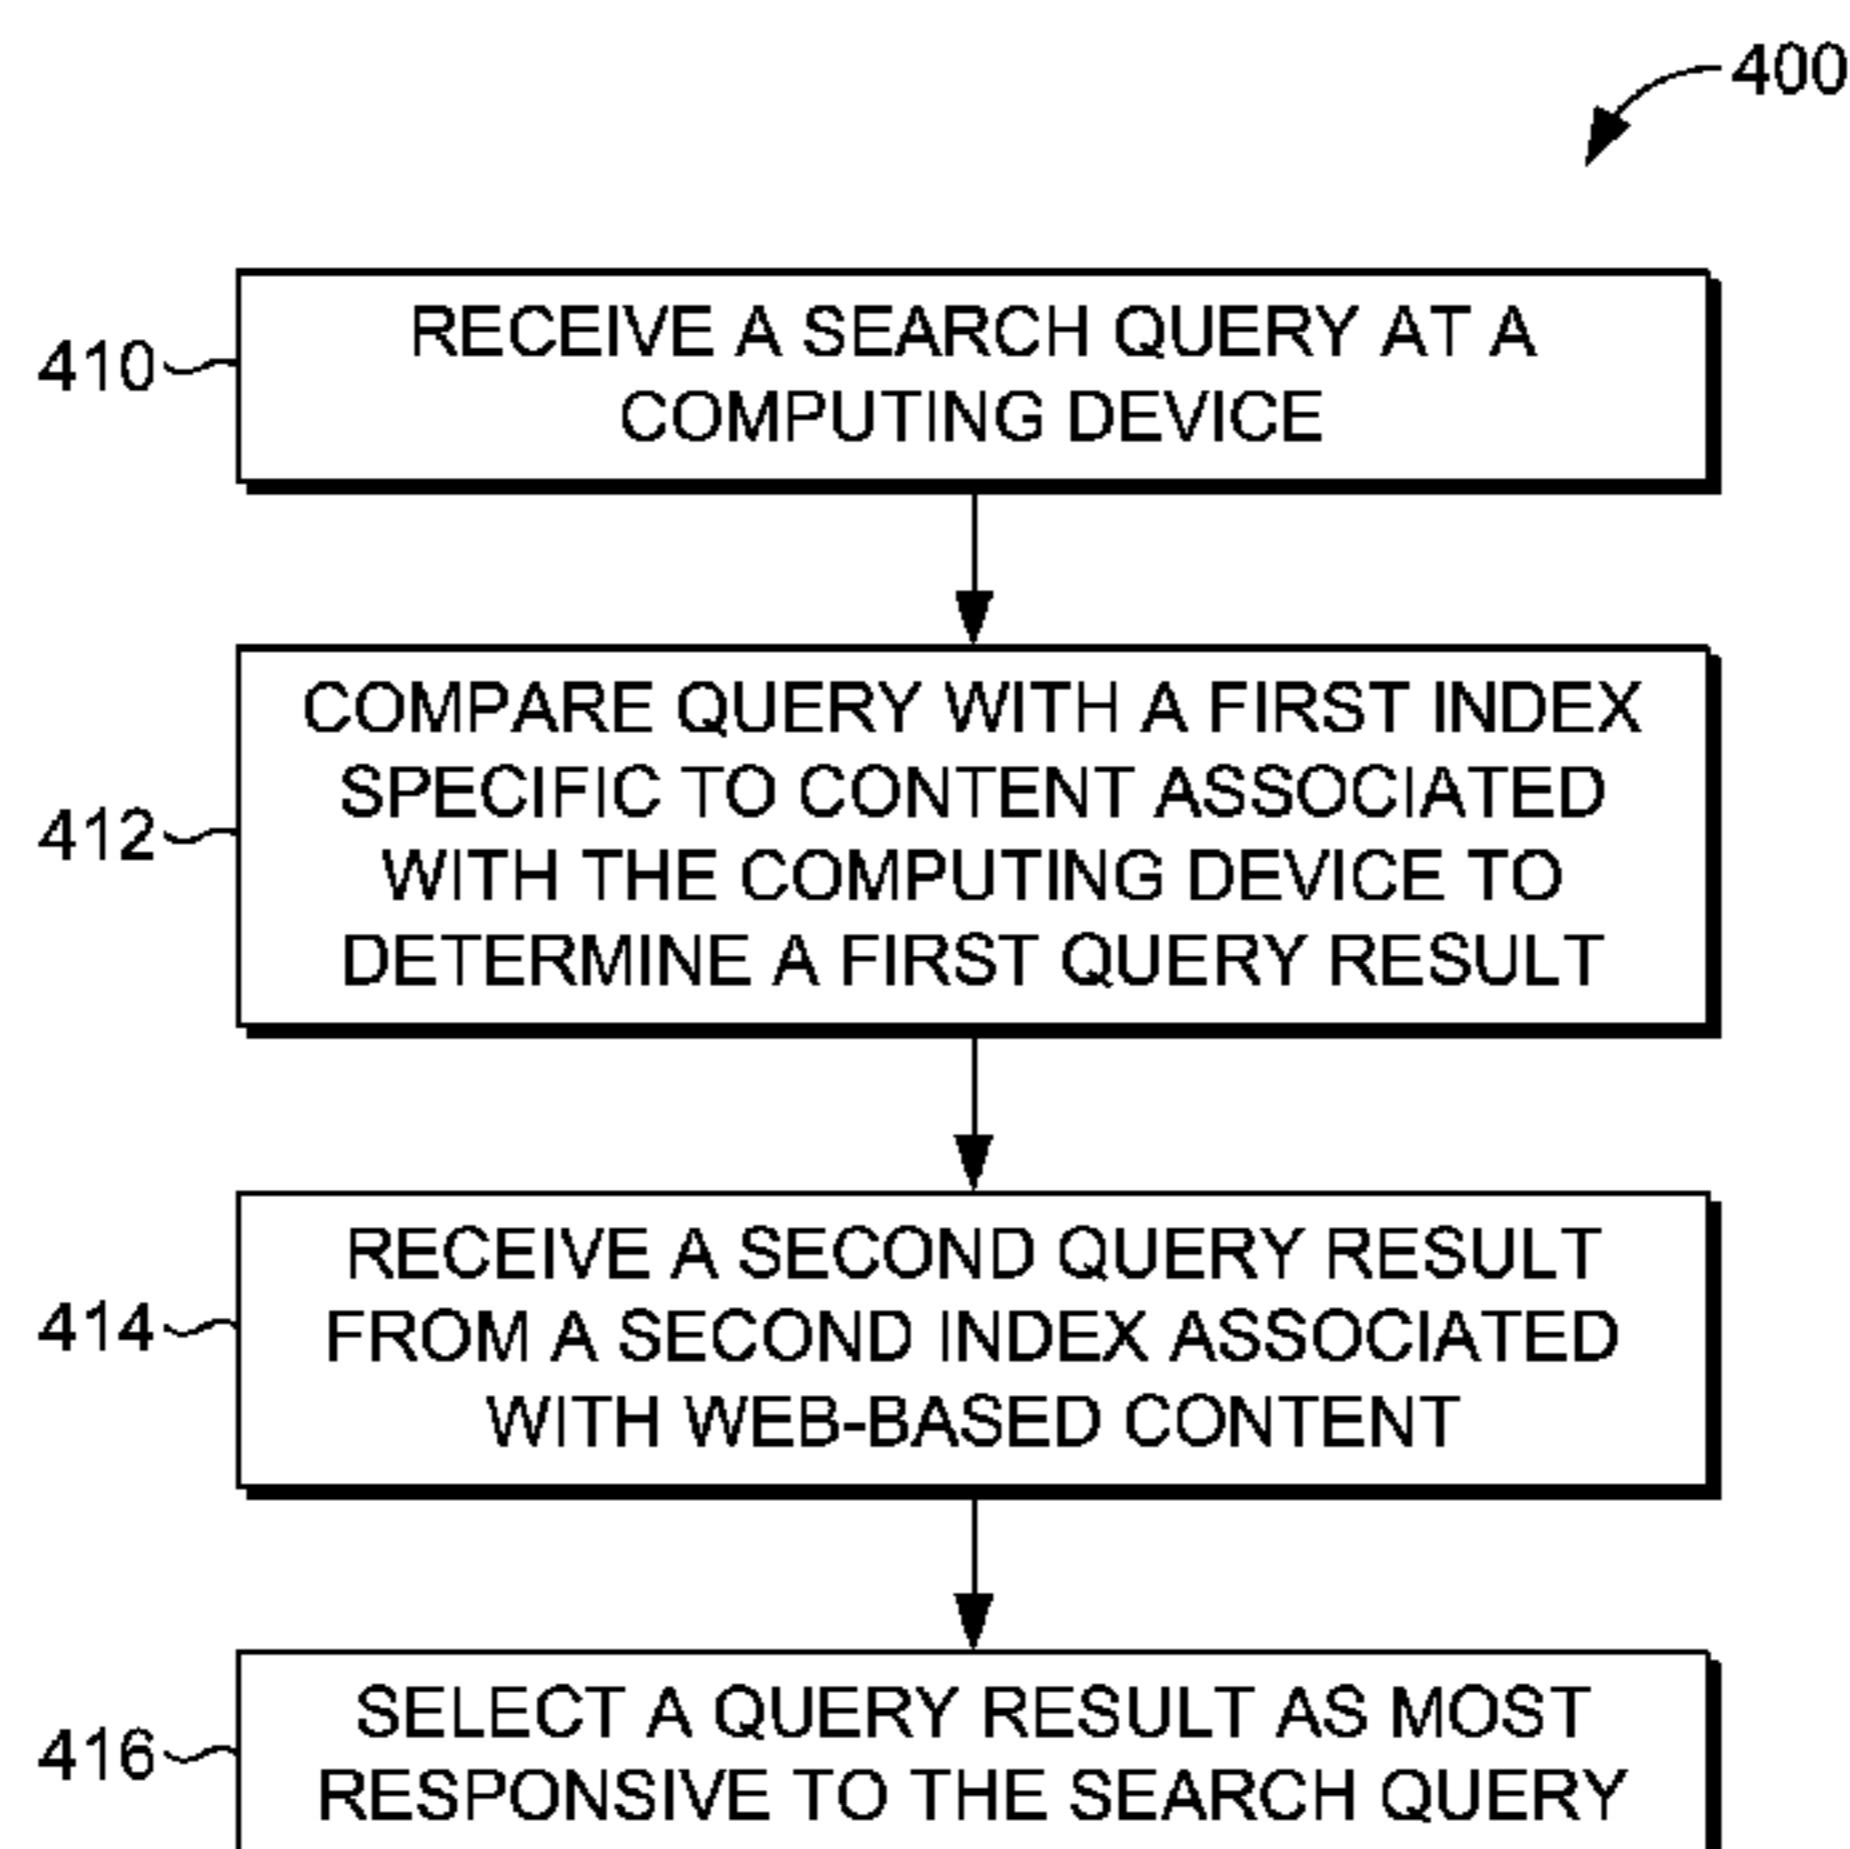 400
410
RECEIVE A SEARCH QUERY AT A
COMPUTING DEVICE
412
COMPARE QUERY WITH A FIRST INDEX
SPECIFIC TO CONTENT ASSOCIATED
WITH THE COMPUTING DEVICE TO
DETERMINE A FIRST QUERY RESULT
414
RECEIVE A SECOND QUERY RESULT
FROM A SECOND INDEX ASSOCIATED
WITH WEB-BASED CONTENT
416
SELECT A QUERY RESULT AS MOST
RESPONSIVE TO THE SEARCH QUERY